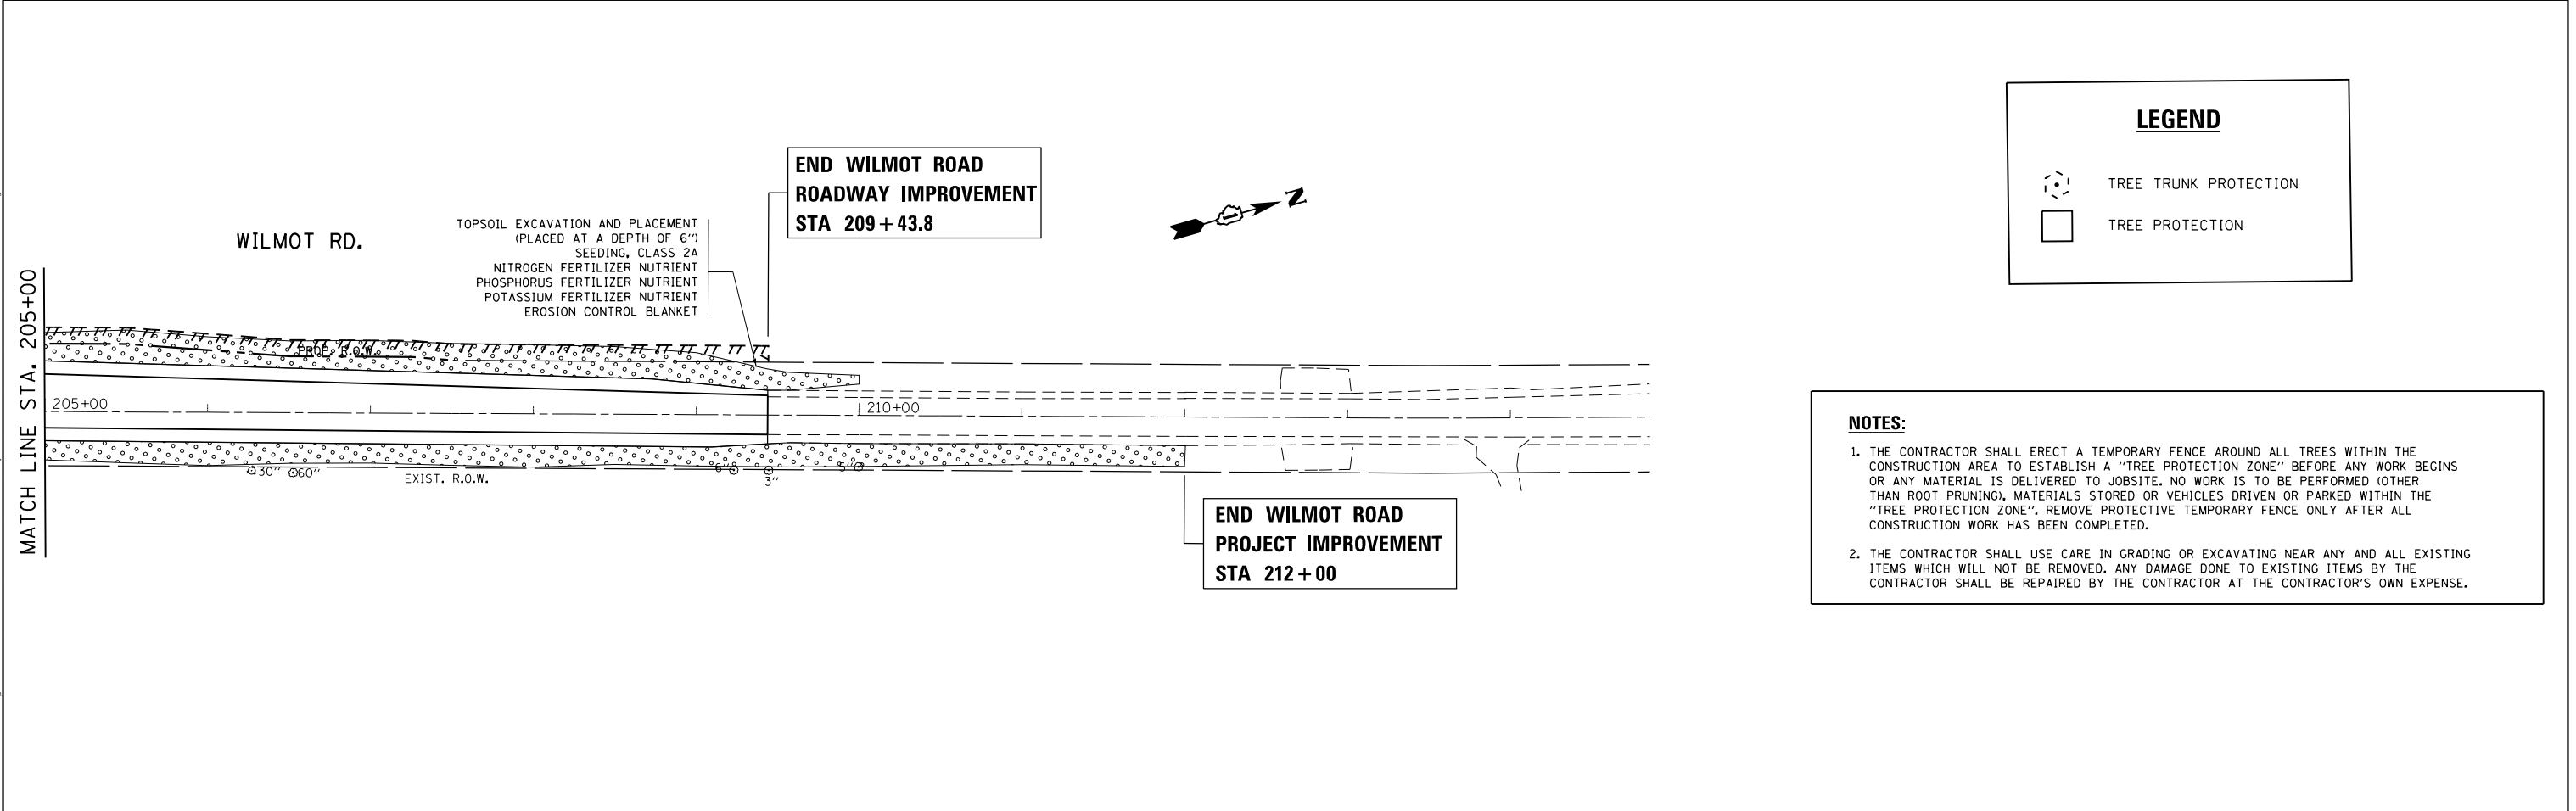 END WILMOT ROAD
ROADWAY IMPROVEMENT
STA 209+43.8
WILMOT RD.
TOPSOIL EXCAVATION AND PLACEMENT
(PLACED AT A DEPTH OF 6")
SEEDING, CLASS 2A
NITROGEN FERTILIZER NUTRIENT
PHOSPHORUS FERTILIZER NUTRIENT
POTASSIUM FERTILIZER NUTRIENT
EROSION CONTROL BLANKET
N
MATCH LINE STA. 205+00
PROP. R.O.W.
205+00
210+00
30"
60"
6"
3"
5"
EXIST. R.O.W.
END WILMOT ROAD
PROJECT IMPROVEMENT
STA 212+00
LEGEND
TREE TRUNK PROTECTION
TREE PROTECTION
NOTES:
1. THE CONTRACTOR SHALL ERECT A TEMPORARY FENCE AROUND ALL TREES WITHIN THE
CONSTRUCTION AREA TO ESTABLISH A "TREE PROTECTION ZONE" BEFORE ANY WORK BEGINS
OR ANY MATERIAL IS DELIVERED TO JOBSITE. NO WORK IS TO BE PERFORMED (OTHER
THAN ROOT PRUNING), MATERIALS STORED OR VEHICLES DRIVEN OR PARKED WITHIN THE
"TREE PROTECTION ZONE". REMOVE PROTECTIVE TEMPORARY FENCE ONLY AFTER ALL
CONSTRUCTION WORK HAS BEEN COMPLETED.
2. THE CONTRACTOR SHALL USE CARE IN GRADING OR EXCAVATING NEAR ANY AND ALL EXISTING
ITEMS WHICH WILL NOT BE REMOVED. ANY DAMAGE DONE TO EXISTING ITEMS BY THE
CONTRACTOR SHALL BE REPAIRED BY THE CONTRACTOR AT THE CONTRACTOR'S OWN EXPENSE.